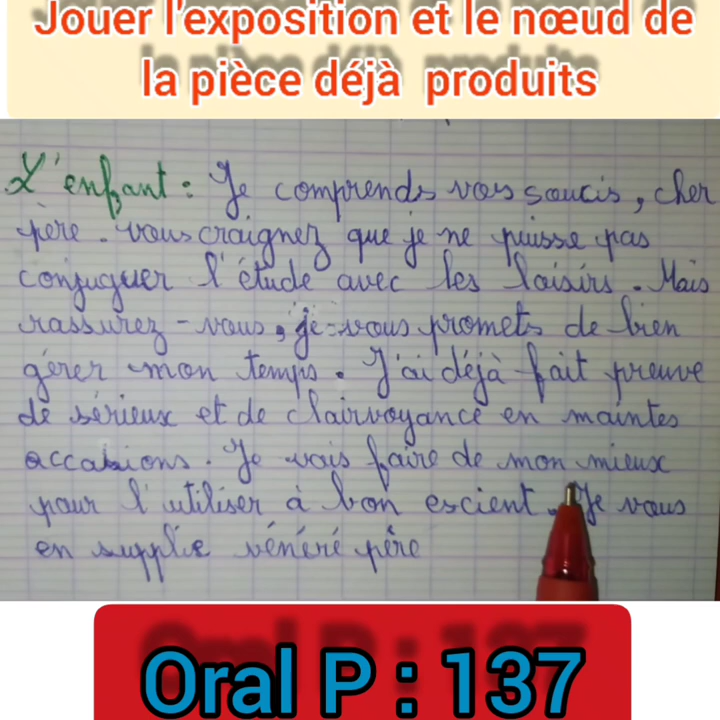 Jouer l'exposition et le nœud de
la pièce déjà produits
L'enfant : Je comprends vos soucis, cher
père. vous craignez que je ne puisse pas
conjuguer l'étude avec les loisirs. Mais
rassurez-vous, je vous promets de bien
gérer mon temps. J'ai déjà fait preuve
de sérieux et de clairvoyance en maintes
occasions. Je vais faire de mon mieux
pour l'utiliser à bon escient. Je vous
en supplie vénéré père
Oral P : 137